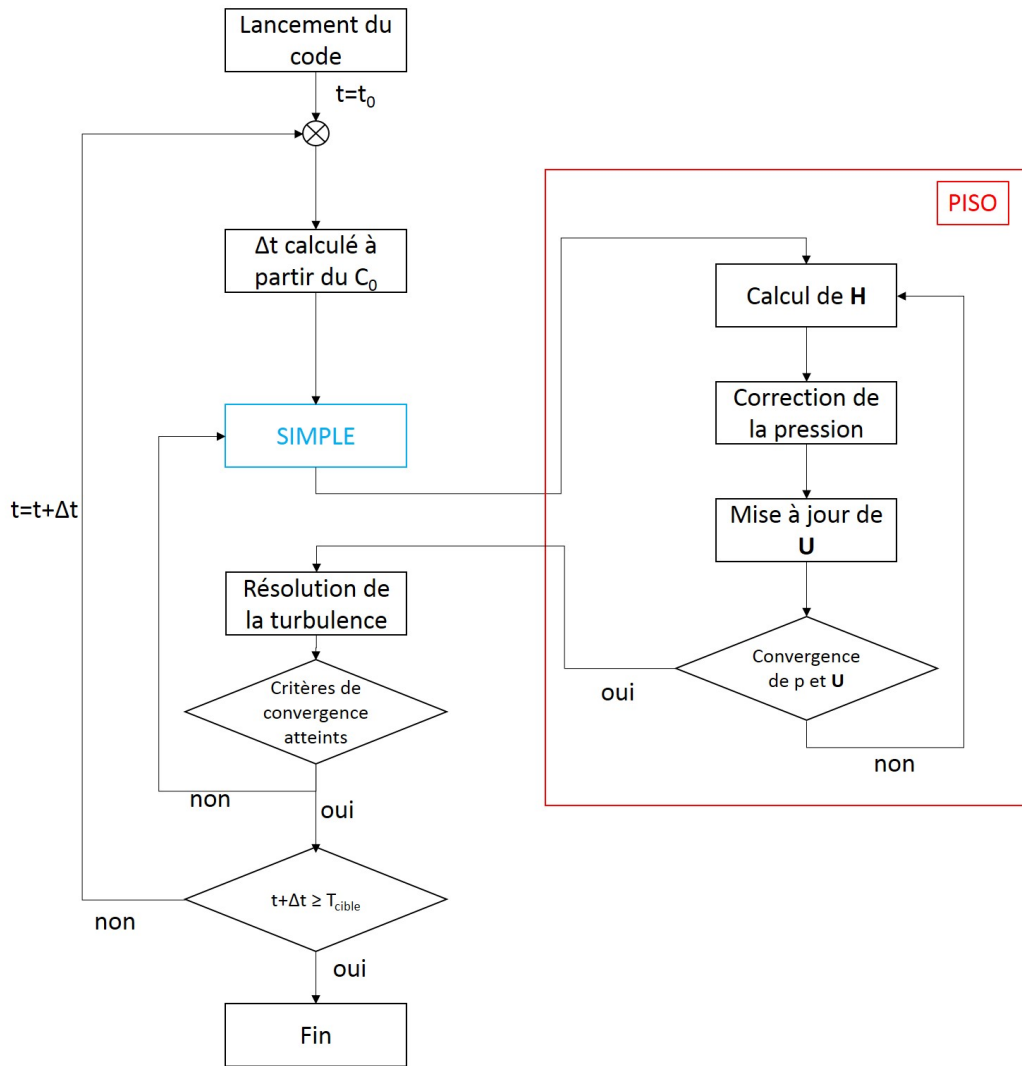 Lancement du
code
t=t₀
PISO
Δt calculé à
partir du C₀
Calcul de H
Correction de
la pression
SIMPLE
t=t+Δt
Mise à jour de
U
Résolution de
la turbulence
Convergence
de p et U
oui
non
Critères de
convergence
atteints
non
oui
t+Δt ≥ Tcible
non
oui
Fin